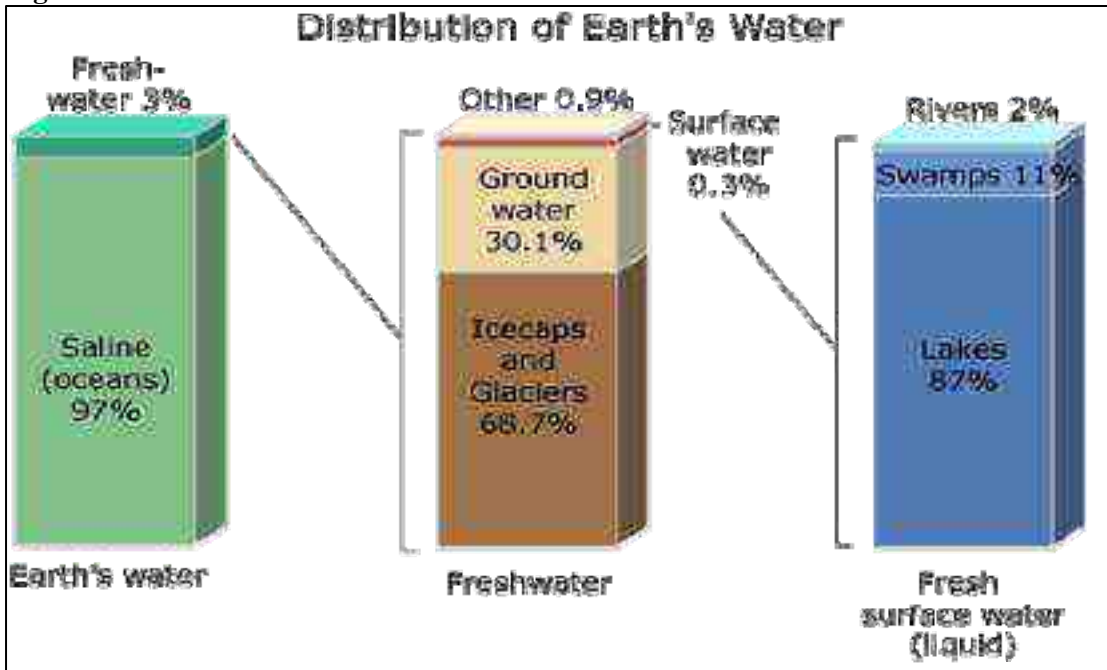 Distribution of Earth's Water
Fresh-
water 3%
Saline
(oceans)
97%
Earth's water
Other 0.9%
Surface
water
0.3%
Ground
water
30.1%
Icecaps
and
Glaciers
68.7%
Freshwater
Rivers 2%
Swamps 11%
Lakes
87%
Fresh
surface water
(liquid)